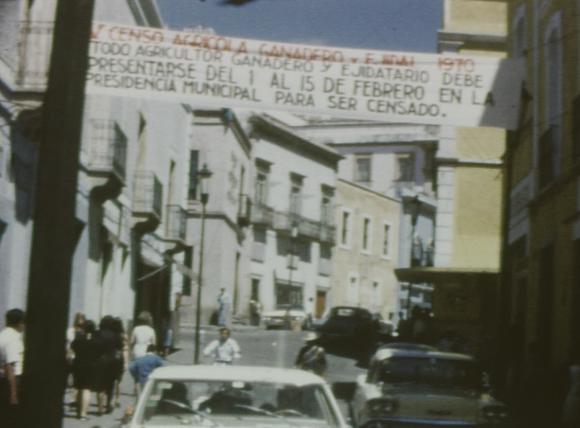 V CENSO AGRICOLA GANADERO Y EJIDAL 1970
TODO AGRICULTOR GANADERO Y EJIDATARIO DEBE
PRESENTARSE DEL 1 AL 15 DE FEBRERO EN LA
PRESIDENCIA MUNICIPAL PARA SER CENSADO.